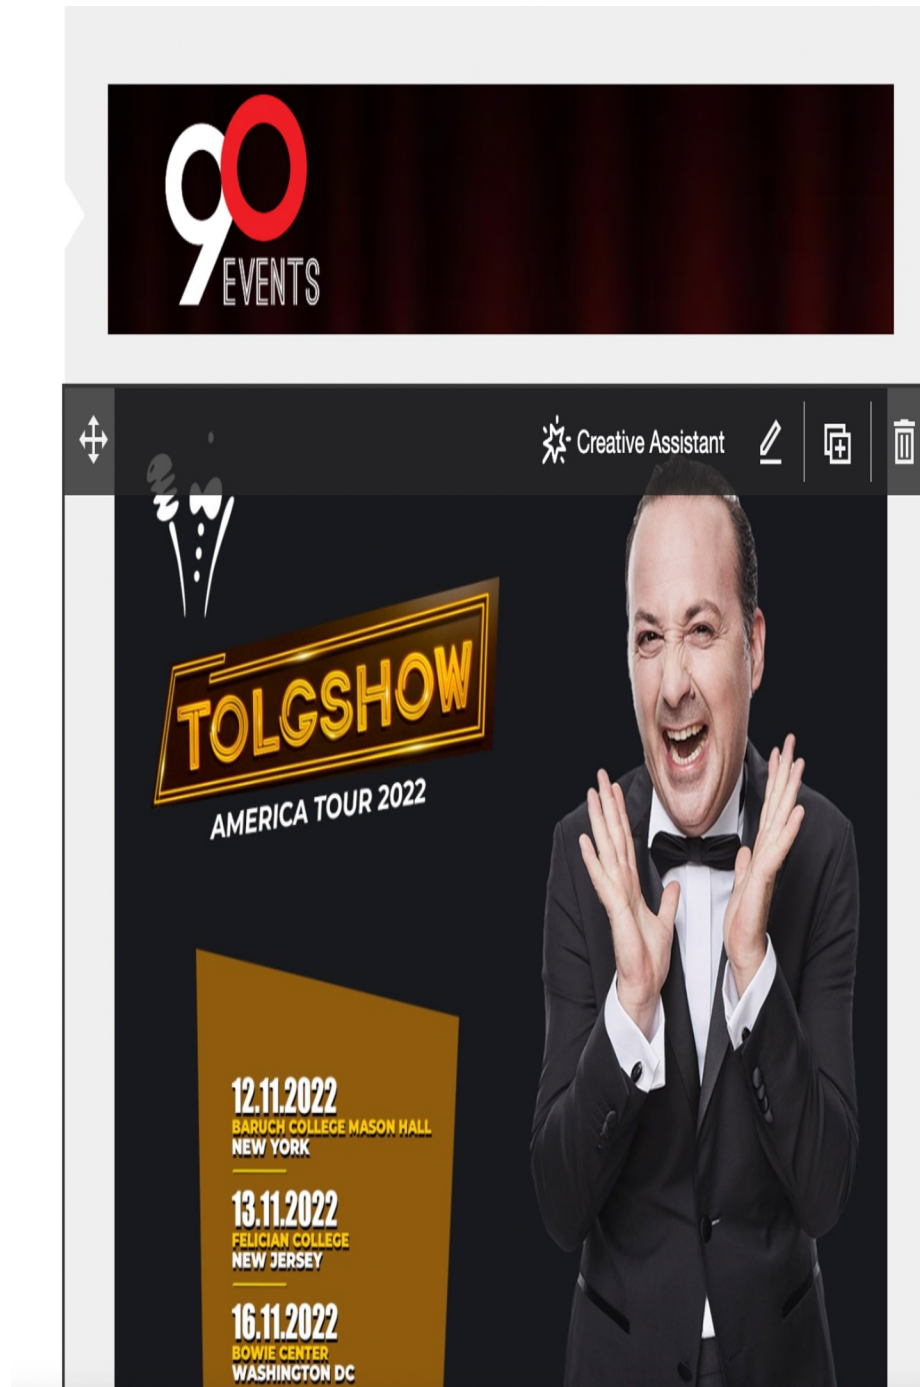 90
EVENTS
Creative Assistant
TOLGSHOW
AMERICA TOUR 2022
12.11.2022
BARUCH COLLEGE MASON HALL
NEW YORK
13.11.2022
FELICIAN COLLEGE
NEW JERSEY
16.11.2022
BOWIE CENTER
WASHINGTON DC